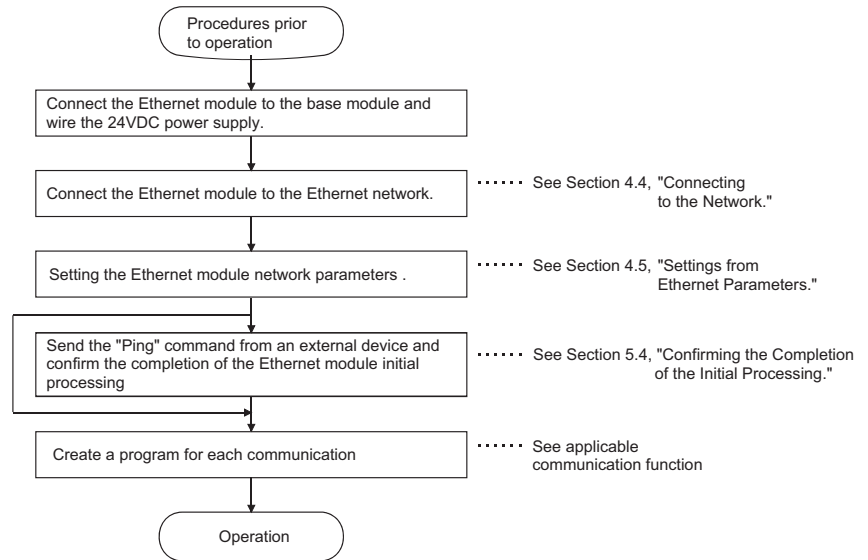 Procedures prior
to operation
Connect the Ethernet module to the base module and
wire the 24VDC power supply.
Connect the Ethernet module to the Ethernet network.
See Section 4.4, "Connecting
to the Network."
Setting the Ethernet module network parameters .
See Section 4.5, "Settings from
Ethernet Parameters."
Send the "Ping" command from an external device and
confirm the completion of the Ethernet module initial
processing
See Section 5.4, "Confirming the Completion
of the Initial Processing."
Create a program for each communication
See applicable
communication function
Operation